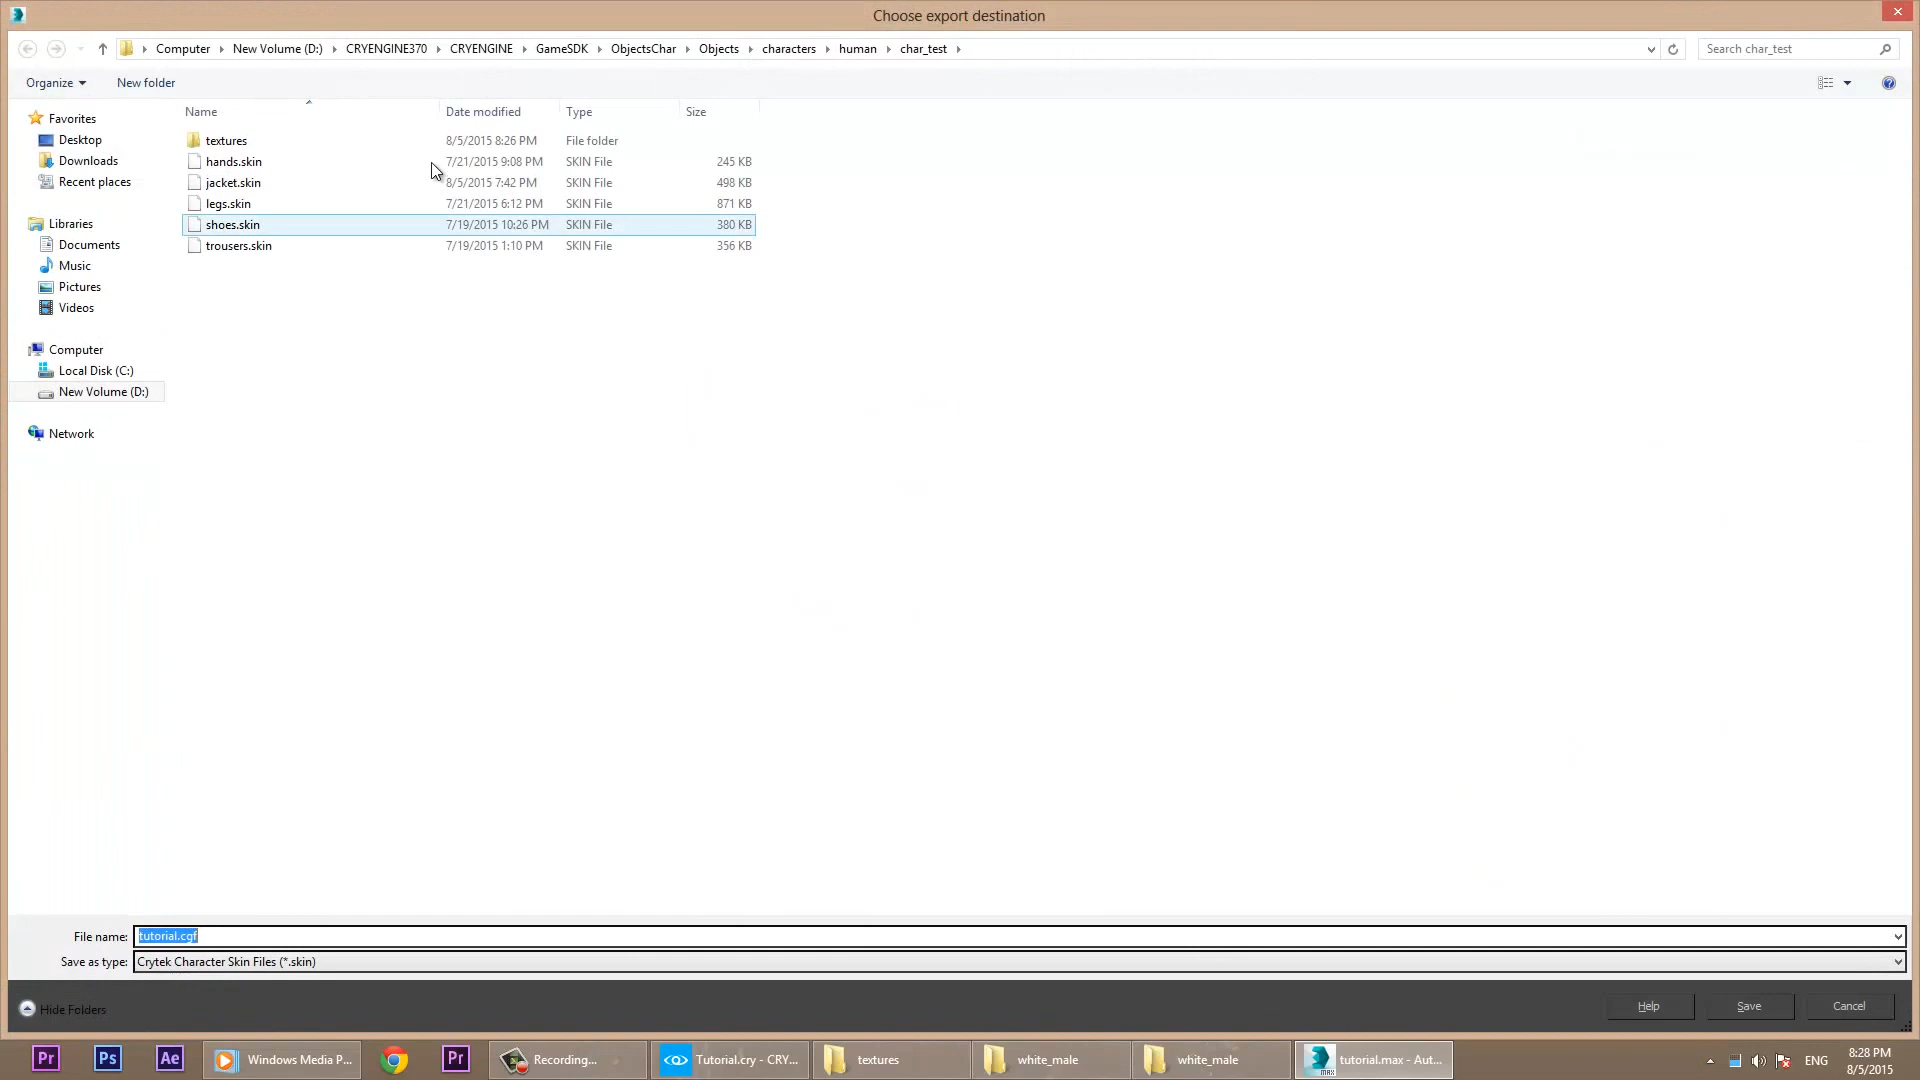 Choose export destination
Computer New Volume (D:) CRYENGINE370 CRYENGINE GameSDK ObjectsChar Objects characters human char_test Search char_test
Organize New folder
Name Date modified Type Size
textures 8/5/2015 8:26 PM File folder
hands.skin 7/21/2015 9:08 PM SKIN File 245 KB
jacket.skin 8/5/2015 7:42 PM SKIN File 498 KB
legs.skin 7/21/2015 6:12 PM SKIN File 871 KB
shoes.skin 7/19/2015 10:26 PM SKIN File 380 KB
trousers.skin 7/19/2015 1:10 PM SKIN File 356 KB
Favorites
Desktop
Downloads
Recent places
Libraries
Documents
Music
Pictures
Videos
Computer
Local Disk (C:)
New Volume (D:)
Network
File name: tutorial.cgf
Save as type: Crytek Character Skin Files (*.skin)
Hide Folders Help Save Cancel
Pr Ps Ae Windows Media P... Pr Recording... Tutorial.cry - CRY... textures white_male white_male MAX tutorial.max - Aut... ENG 8:28 PM
8/5/2015